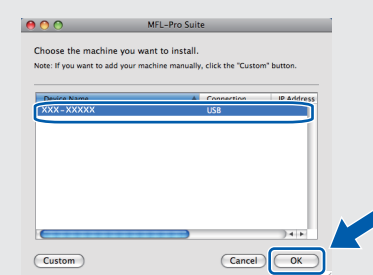 MFL-Pro Suite
Choose the machine you want to install.
Note: If you want to add your machine manually, click the "Custom" button.
Device Name Connection IP Address
XXX-XXXXX USB
Custom Cancel OK